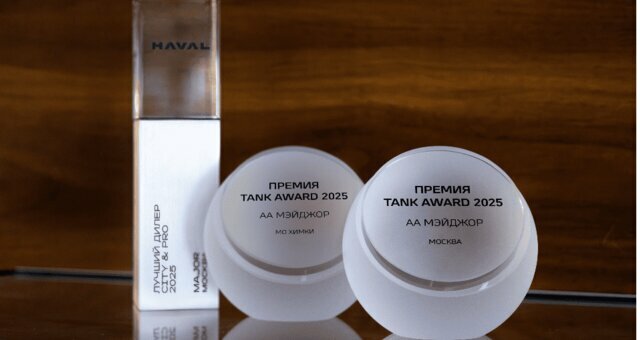 HAVAL
ЛУЧШИЙ ДИЛЕР
CITY & PRO
2025
MAJOR
МОСКВА
ПРЕМИЯ
TANK AWARD 2025
АА МЭЙДЖОР
МО ХИМКИ
ПРЕМИЯ
TANK AWARD 2025
АА МЭЙДЖОР
МОСКВА